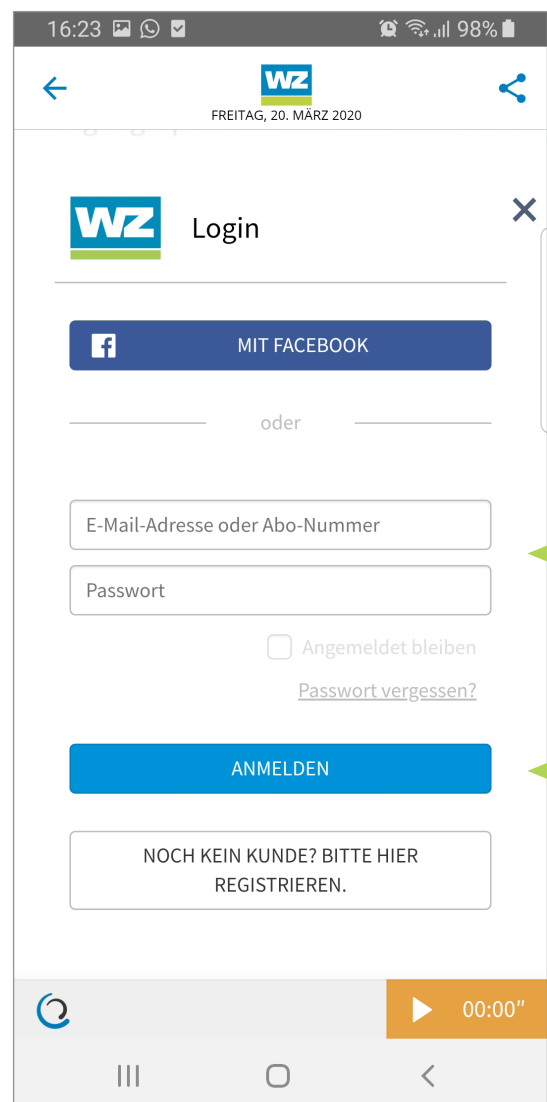 16:23
98%
WZ
FREITAG, 20. MÄRZ 2020
WZ
Login
MIT FACEBOOK
oder
E-Mail-Adresse oder Abo-Nummer
Passwort
Angemeldet bleiben
Passwort vergessen?
ANMELDEN
NOCH KEIN KUNDE? BITTE HIER
REGISTRIEREN.
00:00"